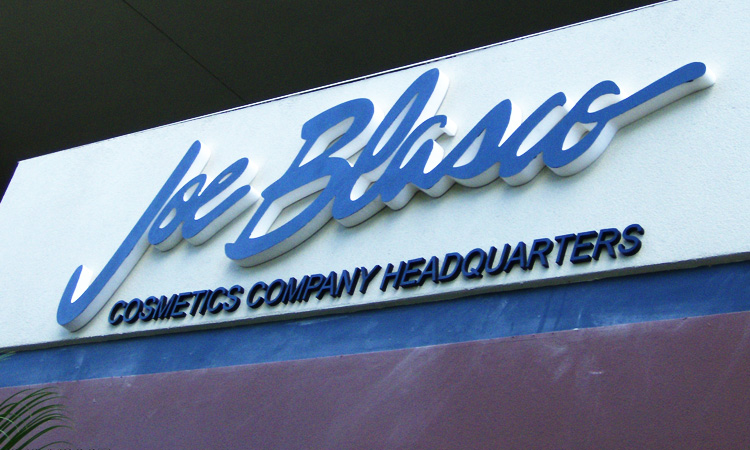 Joe Blasco
COSMETICS COMPANY HEADQUARTERS